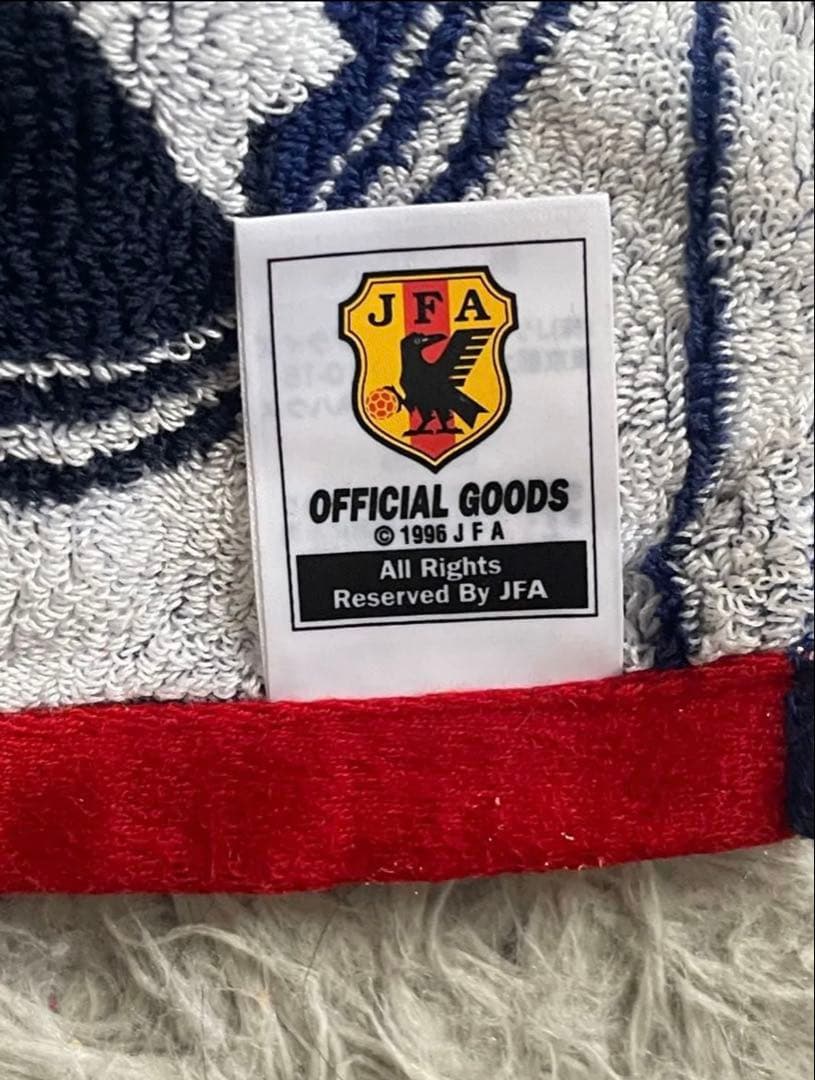 JFA
OFFICIAL GOODS
© 1996 J F A
All Rights
Reserved By JFA